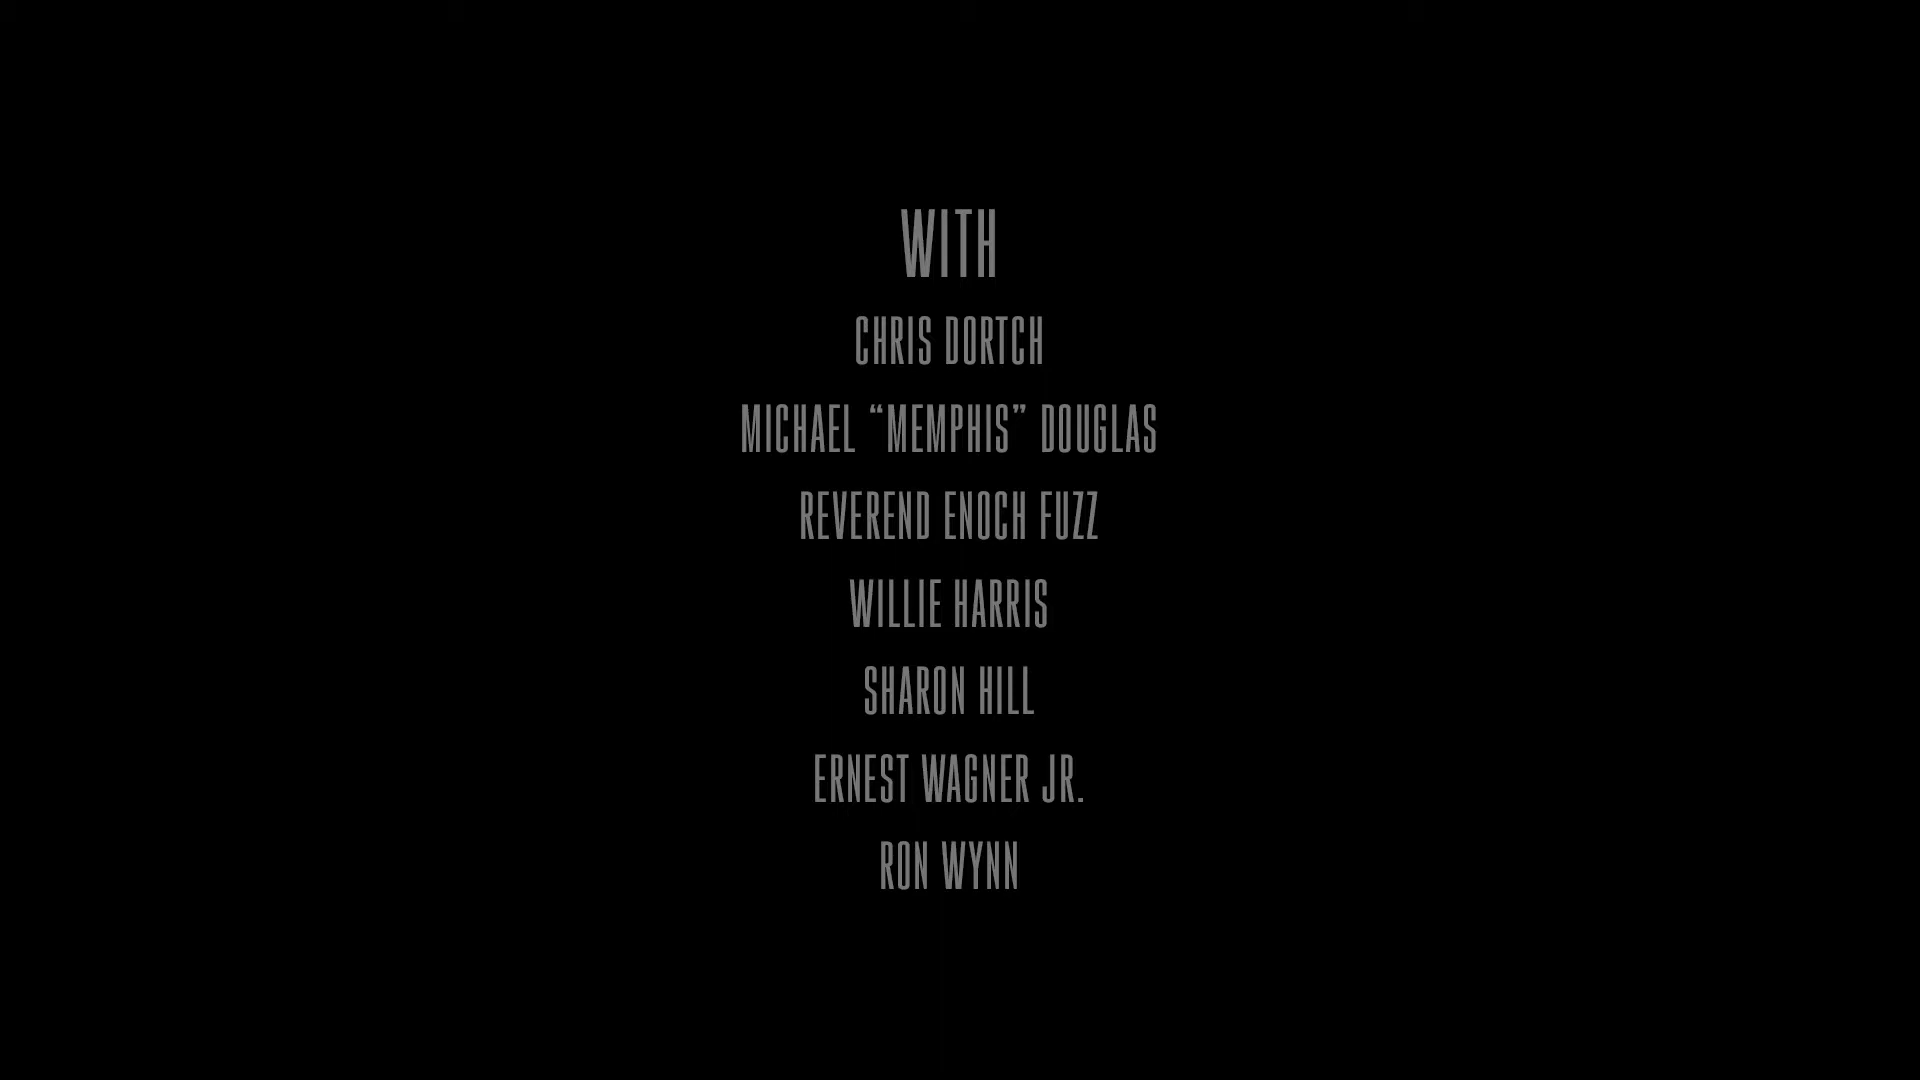 WITH
CHRIS DORTCH
MICHAEL “MEMPHIS” DOUGLAS
REVEREND ENOCH FUZZ
WILLIE HARRIS
SHARON HILL
ERNEST WAGNER JR.
RON WYNN